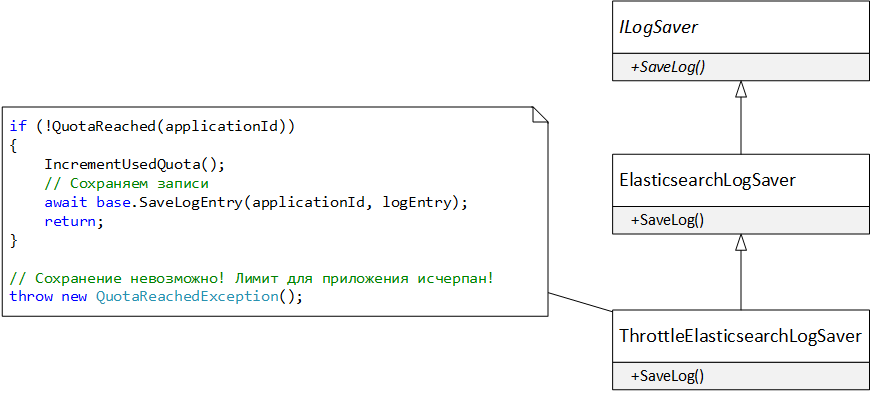 ILogSaver
+SaveLog()
if (!QuotaReached(applicationId))
{
    IncrementUsedQuota();
    // Сохраняем записи
    await base.SaveLogEntry(applicationId, logEntry);
    return;
}
// Сохранение невозможно! Лимит для приложения исчерпан!
throw new QuotaReachedException();
ElasticsearchLogSaver
+SaveLog()
ThrottleElasticsearchLogSaver
+SaveLog()